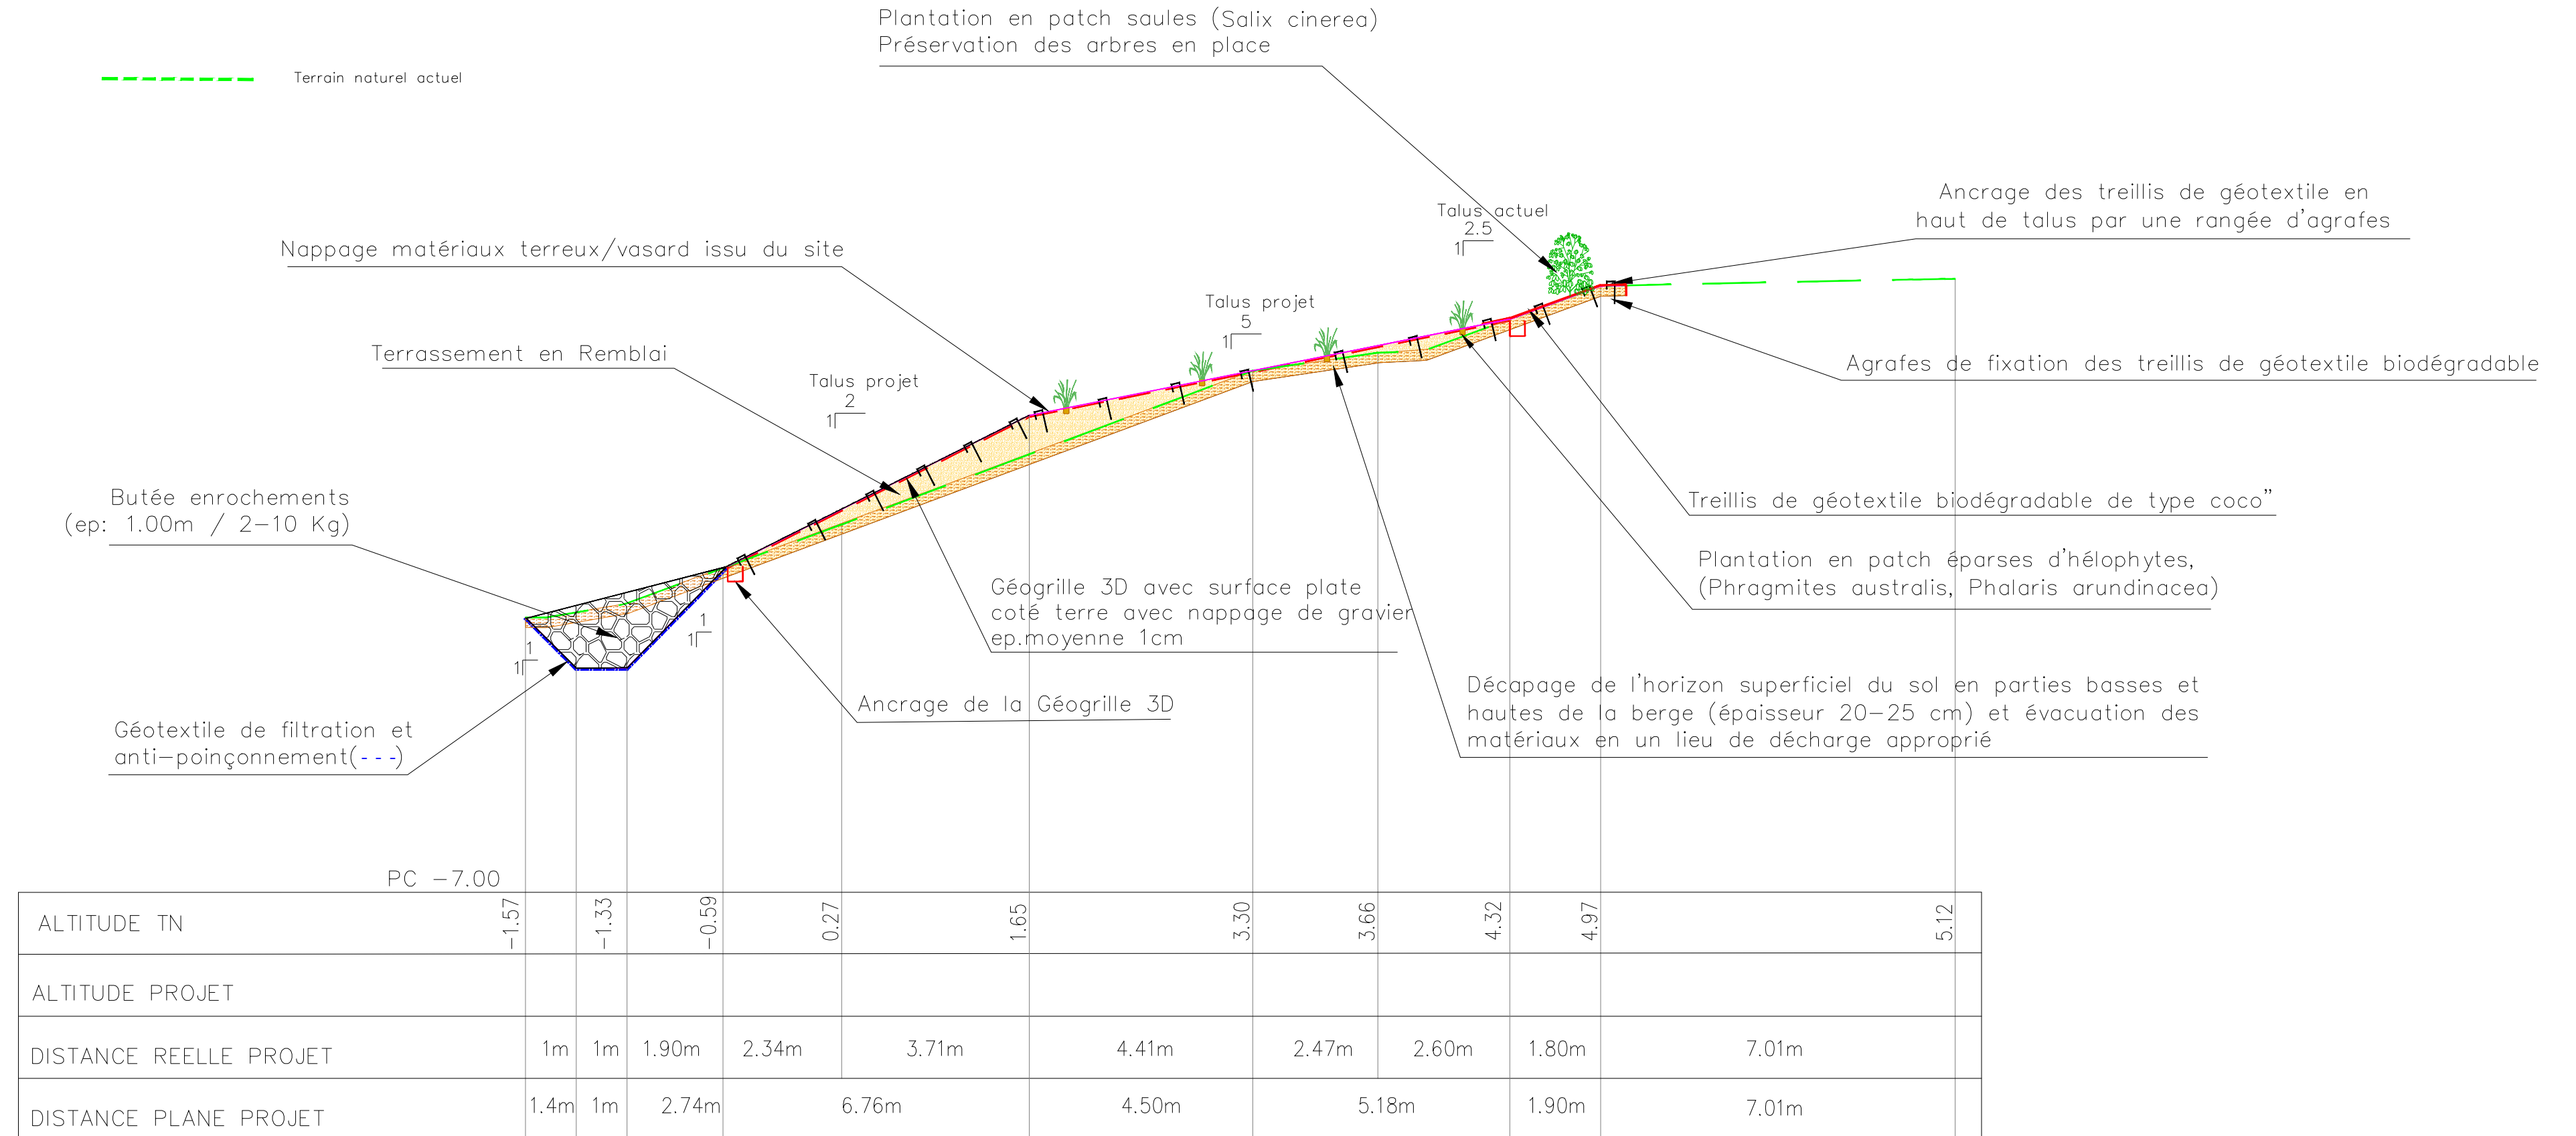 Plantation en patch saules (Salix cinerea)
Préservation des arbres en place
Terrain naturel actuel
Ancrage des treillis de géotextile en
haut de talus par une rangée d'agrafes
Talus actuel
2.5
1
Nappage matériaux terreux/vasard issu du site
Talus projet
5
1
Terrassement en Remblai
Agrafes de fixation des treillis de géotextile biodégradable
Talus projet
2
1
Butée enrochements
(ep: 1.00m / 2-10 Kg)
Treillis de géotextile biodégradable de type coco"
Plantation en patch éparses d'hélophytes,
(Phragmites australis, Phalaris arundinacea)
Géogrille 3D avec surface plate
coté terre avec nappage de gravier
ep.moyenne 1cm
1
1
1
1
Ancrage de la Géogrille 3D
Décapage de l'horizon superficiel du sol en parties basses et
hautes de la berge (épaisseur 20-25 cm) et évacuation des
matériaux en un lieu de décharge approprié
Géotextile de filtration et
anti-poinçonnement(---)
PC -7.00
ALTITUDE TN -1.57 -1.33 -0.59 0.27 1.65 3.30 3.66 4.32 4.97 5.12
ALTITUDE PROJET
DISTANCE REELLE PROJET 1m 1m 1.90m 2.34m 3.71m 4.41m 2.47m 2.60m 1.80m 7.01m
DISTANCE PLANE PROJET 1.4m 1m 2.74m 6.76m 4.50m 5.18m 1.90m 7.01m